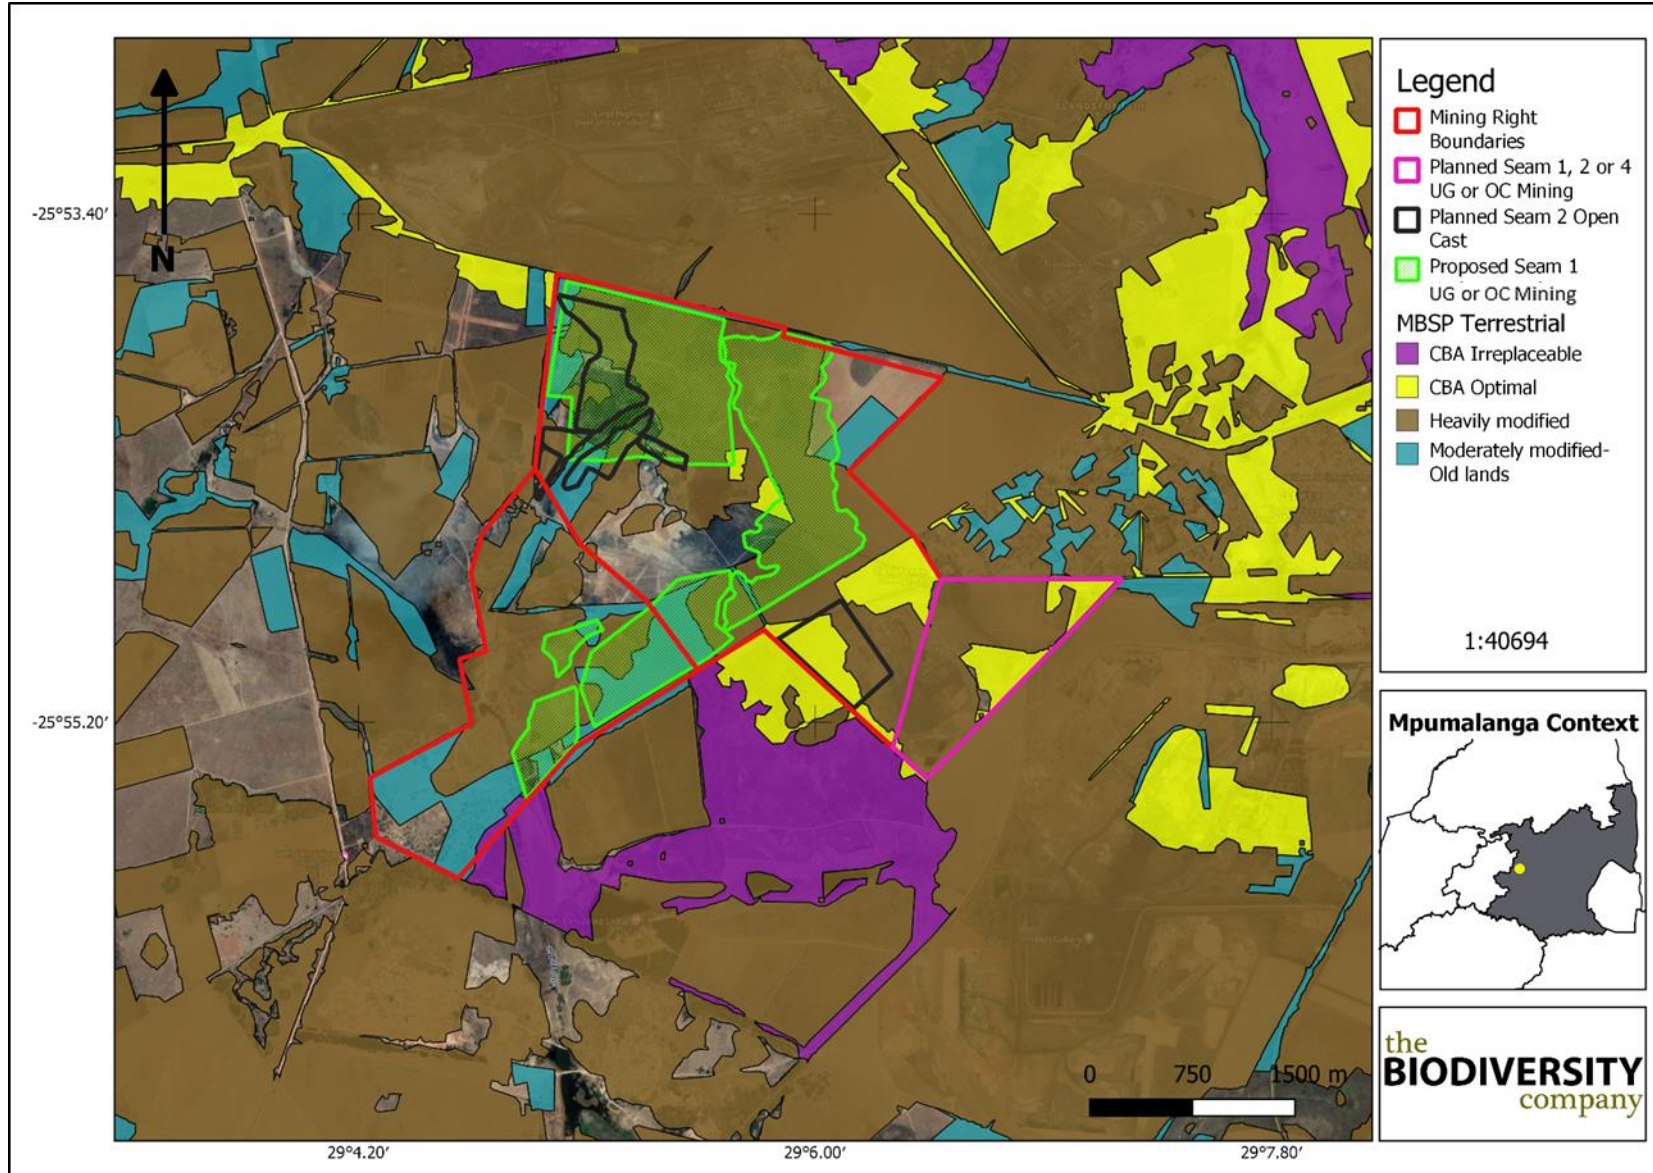 N
-25°53.40'
-25°55.20'
29°4.20'
29°6.00'
29°7.80'
0 750 1500 m
Legend
Mining Right
Boundaries
Planned Seam 1, 2 or 4
UG or OC Mining
Planned Seam 2 Open
Cast
Proposed Seam 1
UG or OC Mining
MBSP Terrestrial
CBA Irreplaceable
CBA Optimal
Heavily modified
Moderately modified-
Old lands
1:40694
Mpumalanga Context
the
BIODIVERSITY
company